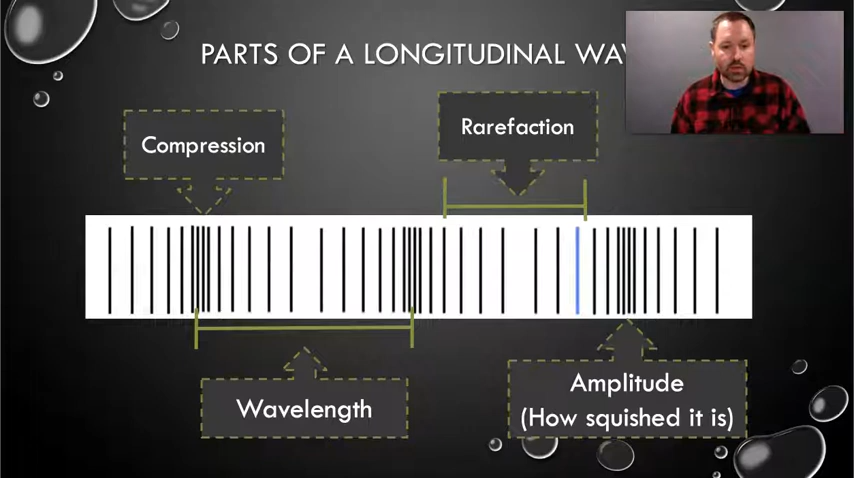 PARTS OF A LONGITUDINAL WAV
Compression
Rarefaction
Wavelength
Amplitude
(How squished it is)